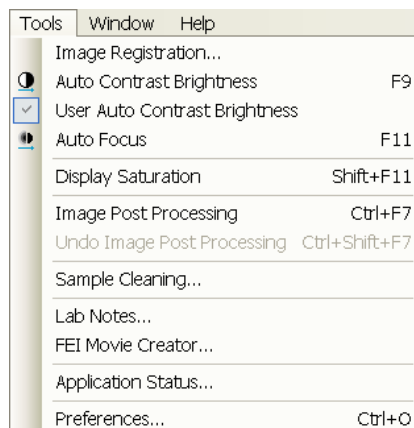 Tools Window Help
Image Registration...
Auto Contrast Brightness F9
User Auto Contrast Brightness
Auto Focus F11
Display Saturation Shift+F11
Image Post Processing Ctrl+F7
Undo Image Post Processing Ctrl+Shift+F7
Sample Cleaning...
Lab Notes...
FEI Movie Creator...
Application Status...
Preferences... Ctrl+O